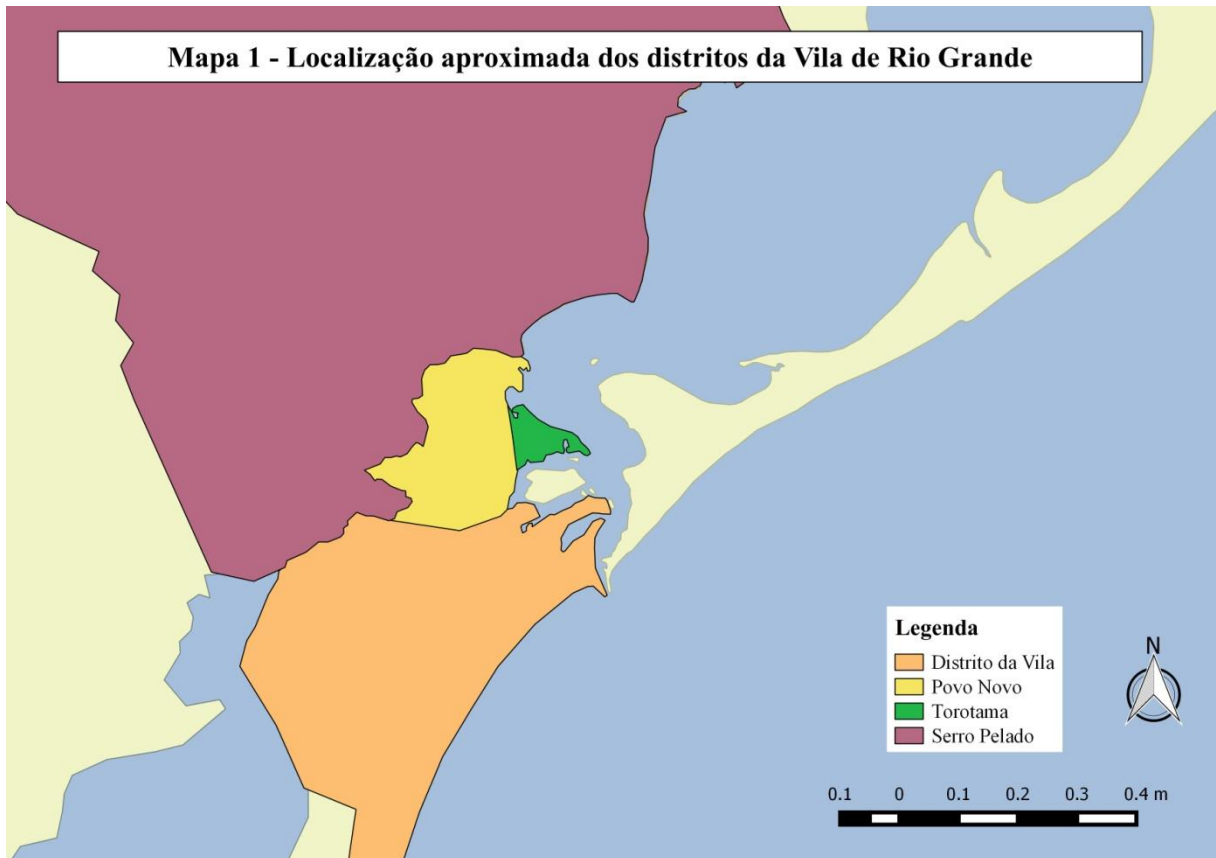 Mapa 1 - Localização aproximada dos distritos da Vila de Rio Grande
Legenda
Distrito da Vila
Povo Novo
Torotama
Serro Pelado
N
0.1 0 0.1 0.2 0.3 0.4 m